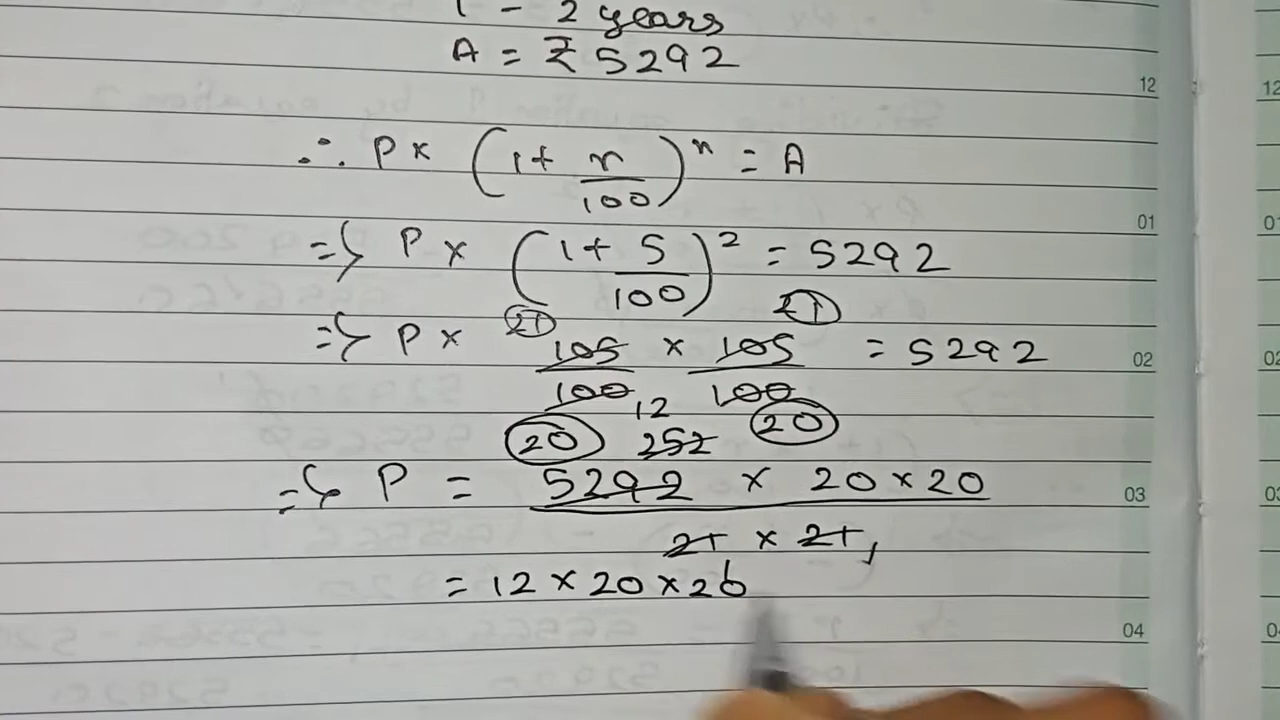 T - 2 years
A = ₹ 5292
12
12
∴ P × (1 + r/100)^n = A
01
=> P × (1 + 5/100)^2 = 5292
21 21
=> P × 105/100 × 105/100 = 5292
02
12
20 252 20
=> P = 5292 × 20 × 20
03
21 × 21,
= 12 × 20 × 20
04